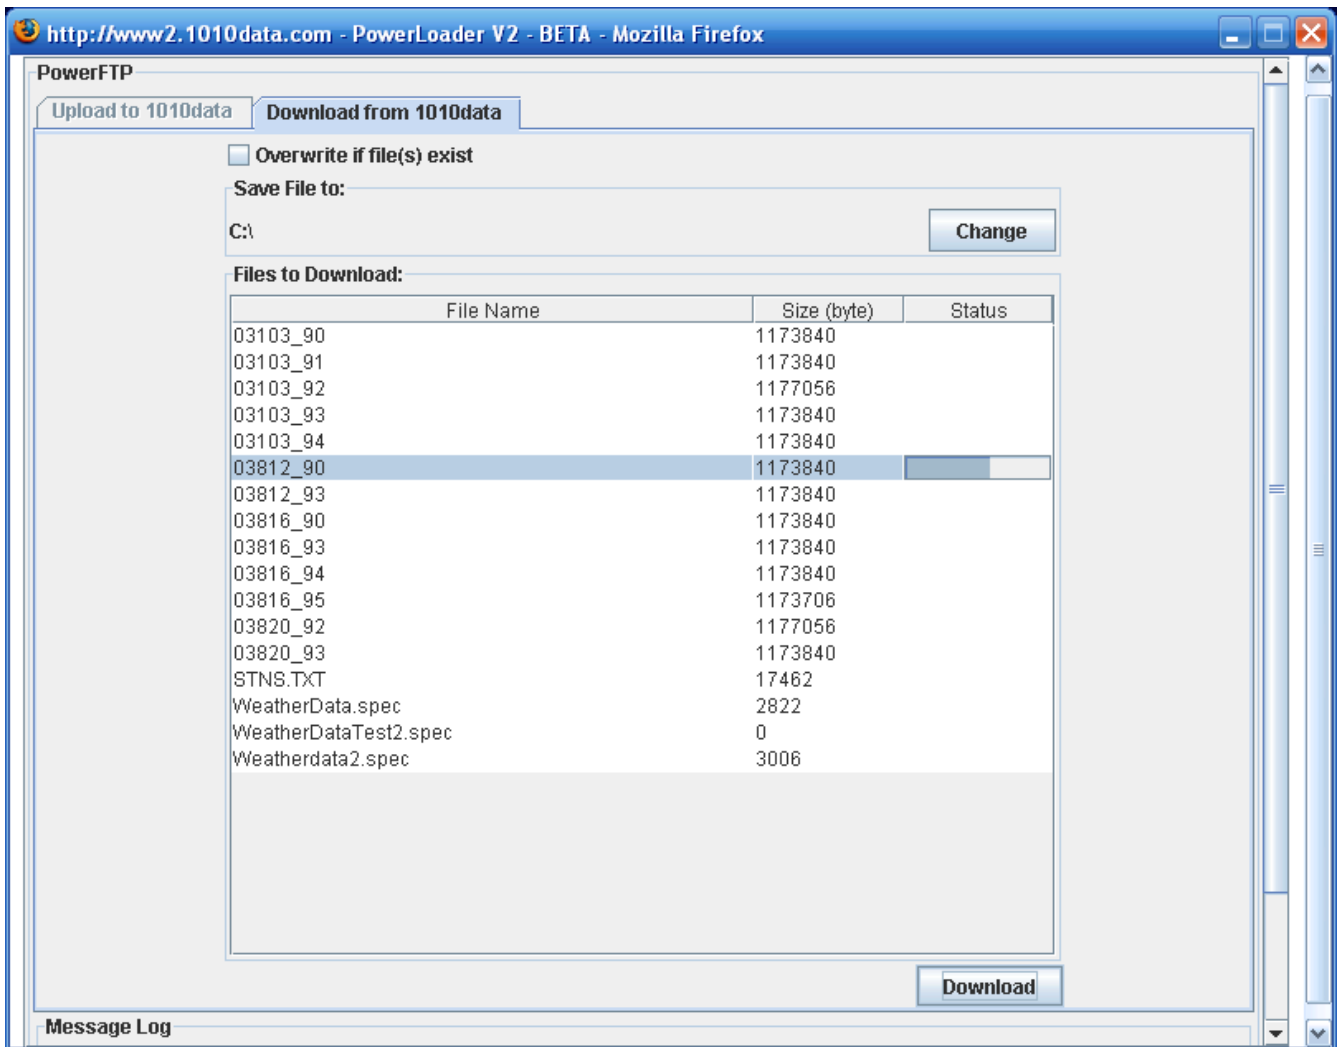 http://www2.1010data.com - PowerLoader V2 - BETA - Mozilla Firefox
PowerFTP
Upload to 1010data Download from 1010data
Overwrite if file(s) exist
Save File to:
C:\ Change
Files to Download:
File Name Size (byte) Status
03103_90 1173840
03103_91 1173840
03103_92 1177056
03103_93 1173840
03103_94 1173840
03812_90 1173840
03812_93 1173840
03816_90 1173840
03816_93 1173840
03816_94 1173840
03816_95 1173706
03820_92 1177056
03820_93 1173840
STNS.TXT 17462
WeatherData.spec 2822
WeatherDataTest2.spec 0
Weatherdata2.spec 3006
Download
Message Log